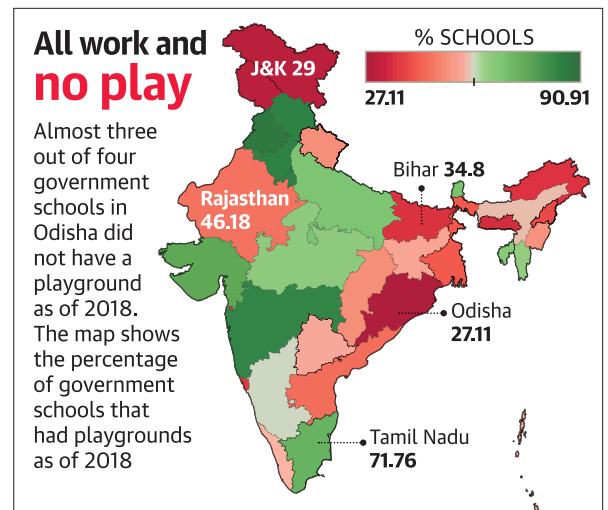 All work and
no play
Almost three
out of four
government
schools in
Odisha did
not have a
playground
as of 2018.
The map shows
the percentage
of government
schools that
had playgrounds
as of 2018
% SCHOOLS
27.11
90.91
J&K 29
Bihar 34.8
Rajasthan
46.18
Odisha
27.11
Tamil Nadu
71.76